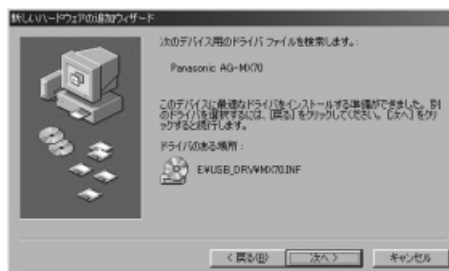 新しいハードウェアの追加ウィザード
次のデバイス用のドライバ ファイルを検索します。:
Panasonic AG-MX70
このデバイスに最適なドライバをインストールする準備ができました。別
のドライバを選択するには、[戻る] をクリックしてください。[次へ] をクリ
ックすると続行します。
ドライバのある場所 :
E:¥USB_DRV¥MX70.INF
< 戻る(B)
次へ >
キャンセル